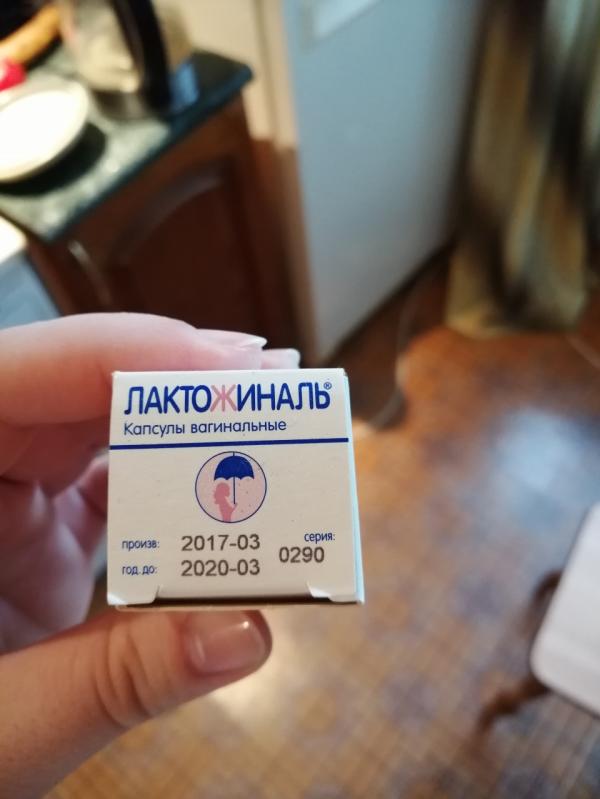 ЛАКТОЖИНАЛЬ®
Капсулы вагинальные
произв: 2017-03 серия:
год. до: 2020-03 0290